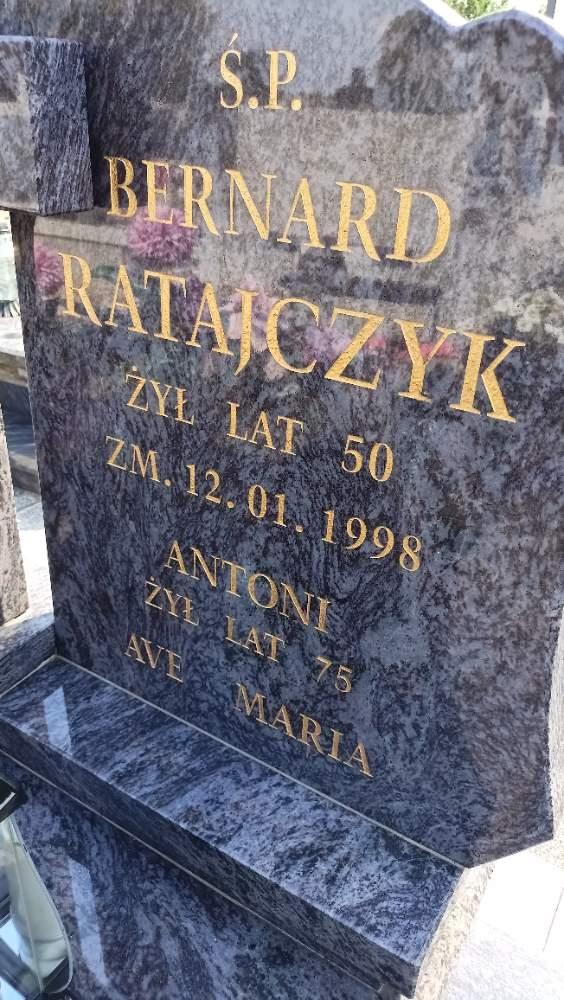 Ś.P.
BERNARD
RATAJCZYK
ŻYŁ LAT 50
ZM. 12.01.1998
ANTONI
ŻYŁ LAT 75
AVE MARIA